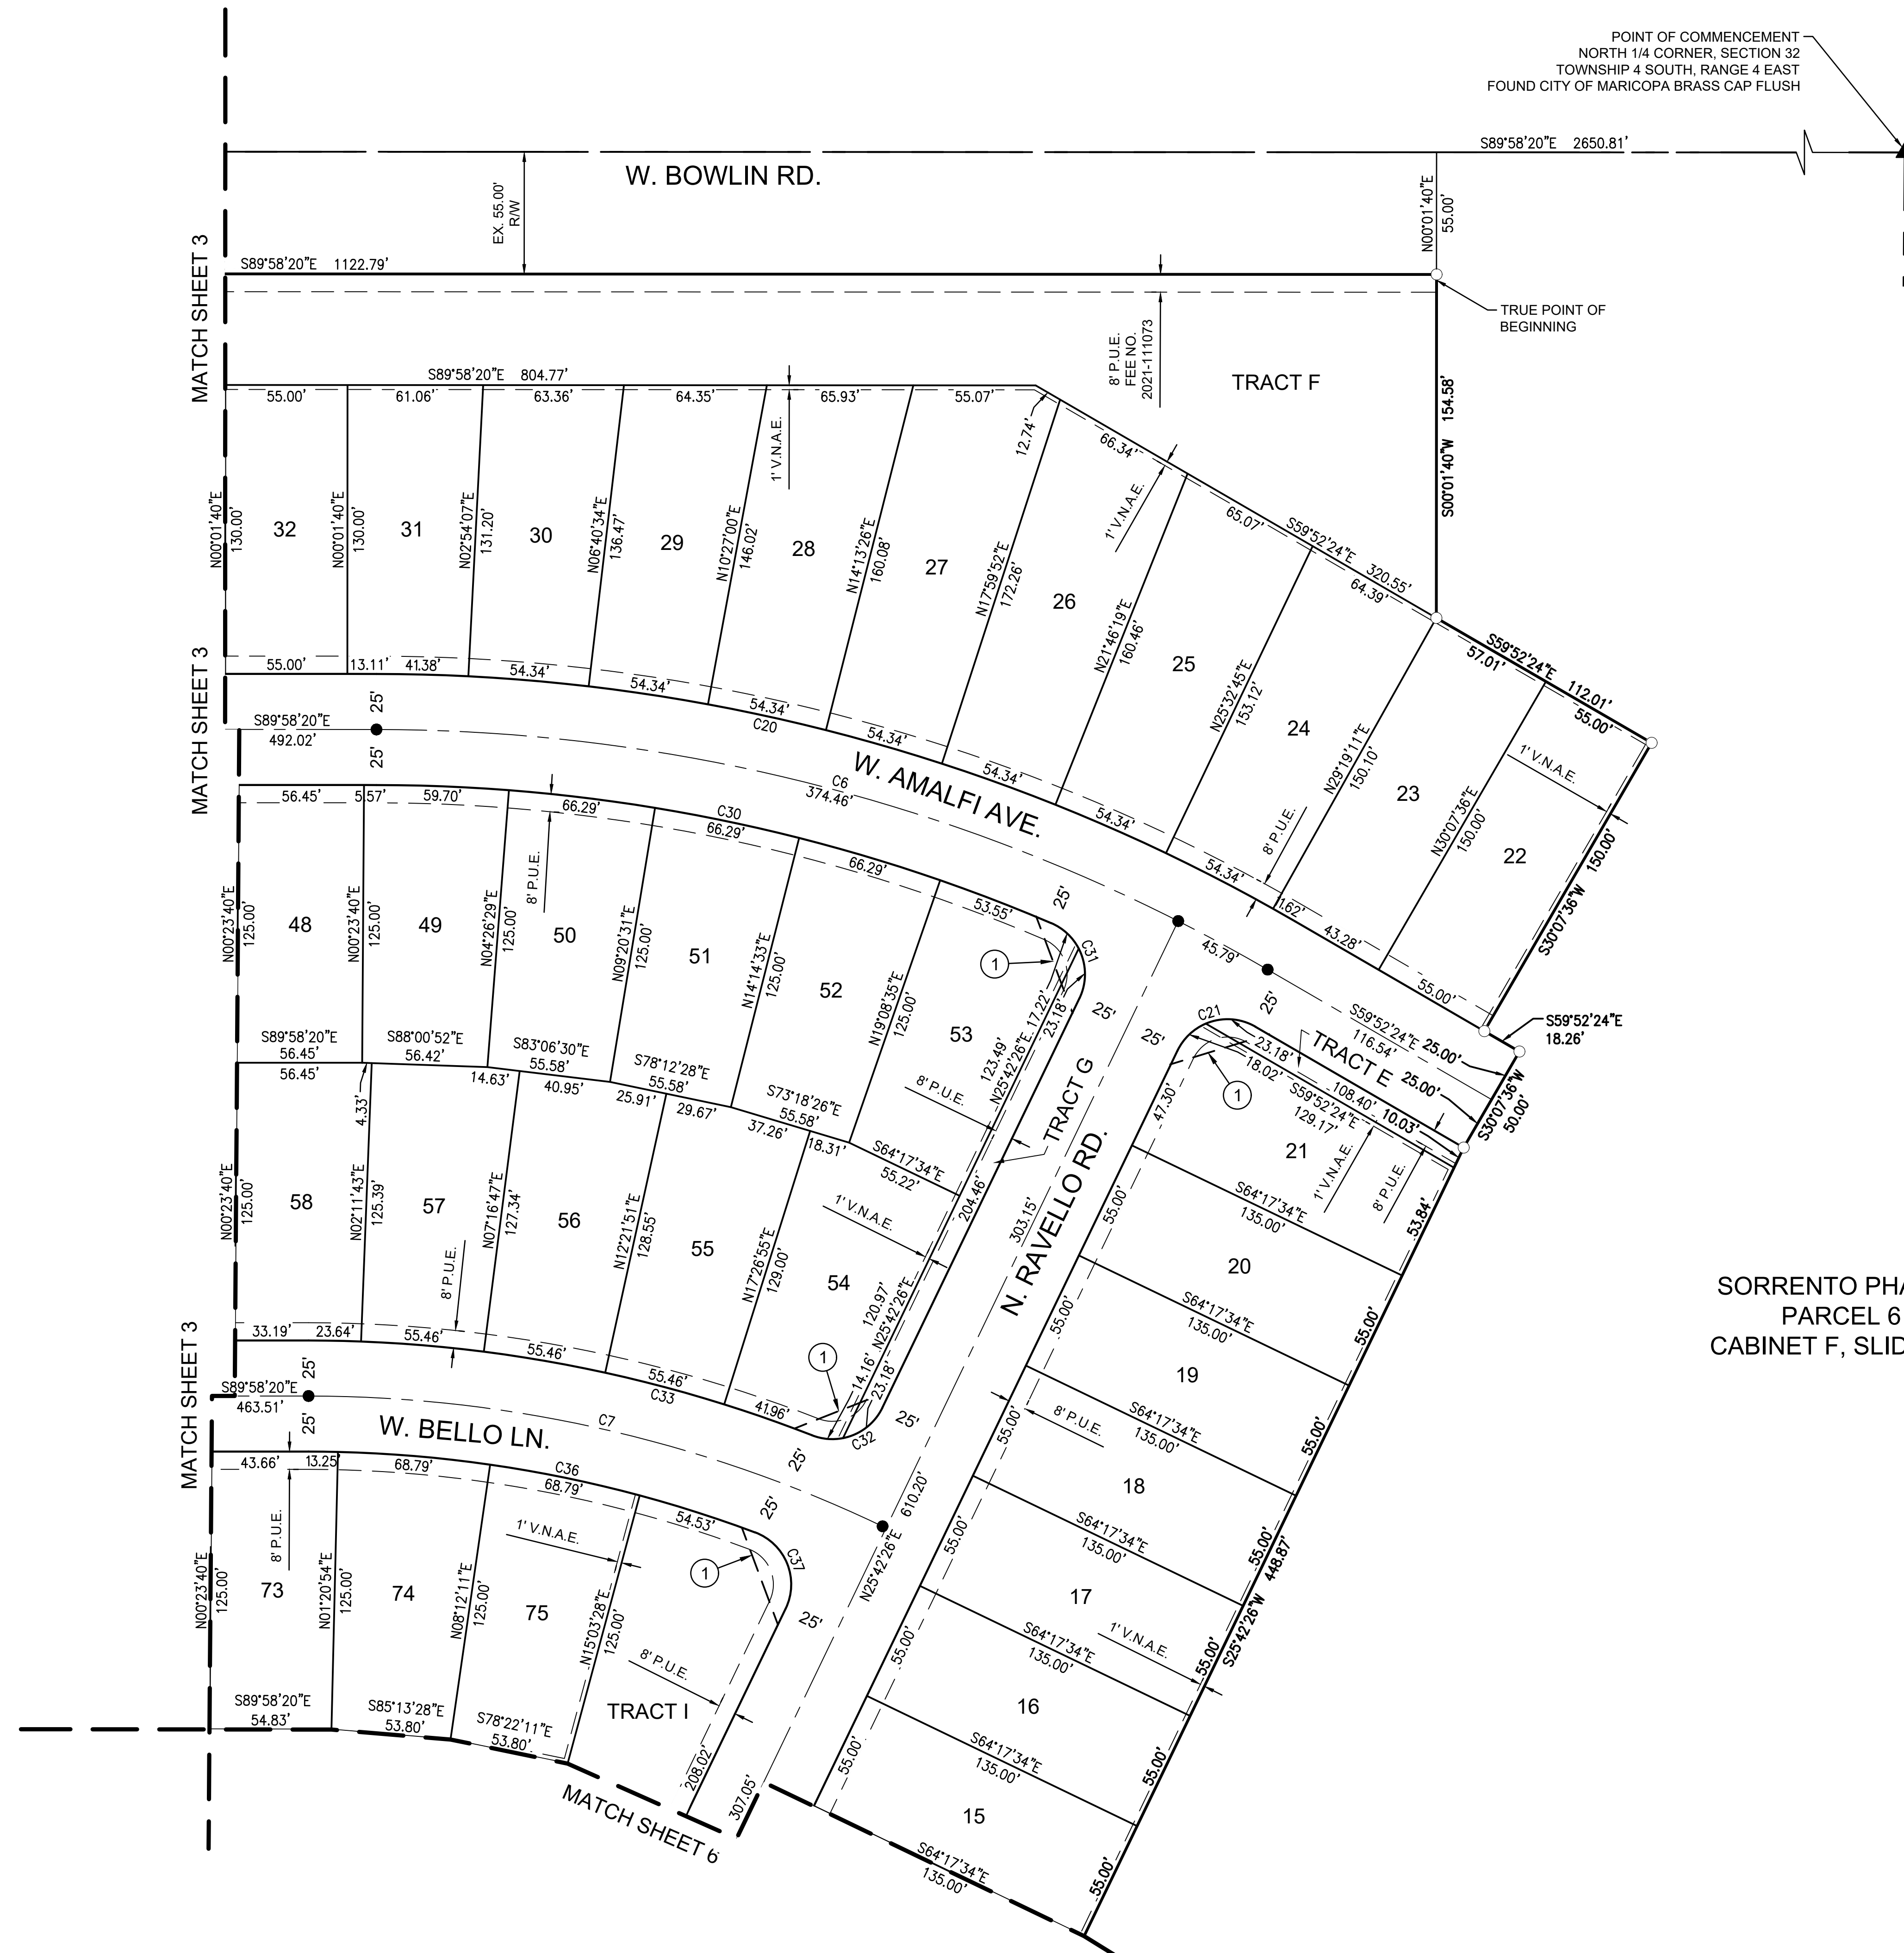 POINT OF COMMENCEMENT
NORTH 1/4 CORNER, SECTION 32
TOWNSHIP 4 SOUTH, RANGE 4 EAST
FOUND CITY OF MARICOPA BRASS CAP FLUSH
S89°58'20"E 2650.81'
W. BOWLIN RD.
EX. 55.00'
R/W
N00°01'40"E
55.00'
MATCH SHEET 3
S89°58'20"E 1122.79'
TRUE POINT OF
BEGINNING
8' P.U.E.
FEE NO.
2021-111073
TRACT F
S00°01'40"W 154.58'
S89°58'20"E 804.77'
55.00'
61.06'
63.36'
64.35'
65.93'
55.07'
12.74'
66.34'
1' V.N.A.E.
1' V.N.A.E.
65.07'
S59°52'24"E 320.55'
64.39'
S59°52'24"E 112.01'
57.01'
55.00'
1' V.N.A.E.
N00°01'40"E
130.00'
32
N00°01'40"E
130.00'
31
N02°54'07"E
131.20'
30
N06°40'34"E
136.47'
29
N10°27'00"E
146.02'
28
N14°13'26"E
160.08'
27
N17°59'52"E
172.26'
26
N21°46'19"E
160.46'
25
N25°32'45"E
153.12'
24
N29°19'11"E
150.10'
23
N30°07'36"E
150.00'
22
S30°07'36"W 150.00'
MATCH SHEET 3
55.00'
13.11'
41.38'
54.34'
54.34'
54.34'
C20
54.34'
54.34'
54.34'
54.34'
8' P.U.E.
1.62'
43.28'
55.00'
S89°58'20"E
492.02'
25'
25'
C6
374.46'
W. AMALFI AVE.
45.79'
25'
25'
S59°52'24"E
116.54'
S59°52'24"E
18.26'
25.00'
25.00'
S30°07'36"W
50.00'
56.45'
5.57'
59.70'
66.29'
C30
66.29'
66.29'
53.55'
C31
8' P.U.E.
N00°23'40"E
125.00'
48
N00°23'40"E
125.00'
49
N04°26'29"E
125.00'
50
N09°20'31"E
125.00'
51
N14°14'33"E
125.00'
52
N19°08'35"E
125.00'
53
1
17.22'
23.18'
123.49'
N25°42'26"E
8' P.U.E.
TRACT G
25'
25'
C21
23.18'
18.02'
TRACT E
108.40'
10.03'
S59°52'24"E
129.17'
1
47.30'
21
1' V.N.A.E.
8' P.U.E.
53.84'
S89°58'20"E
56.45'
S88°00'52"E
56.42'
S83°06'30"E
55.58'
S78°12'28"E
55.58'
S73°18'26"E
55.58'
S64°17'34"E
55.22'
56.45'
4.33'
14.63'
40.95'
25.91'
29.67'
37.26'
18.31'
N00°23'40"E
125.00'
58
N02°11'43"E
125.39'
57
N07°16'47"E
127.34'
56
N12°21'51"E
128.55'
55
N17°26'55"E
129.00'
54
1' V.N.A.E.
204.46'
120.97'
N25°42'26"E
8' P.U.E.
303.15'
N. RAVELLO RD.
55.00'
S64°17'34"E
135.00'
20
55.00'
55.00'
S64°17'34"E
135.00'
19
55.00'
SORRENTO PHA
PARCEL 6
CABINET F, SLID
MATCH SHEET 3
33.19'
23.64'
55.46'
55.46'
C33
55.46'
41.96'
1
14.16'
23.18'
C32
25'
25'
S89°58'20"E
463.51'
25'
25'
C7
W. BELLO LN.
55.00'
8' P.U.E.
S64°17'34"E
135.00'
18
55.00'
55.00'
S64°17'34"E
135.00'
17
55.00'
448.87'
S25°42'26"W
1' V.N.A.E.
610.20'
N25°42'26"E
43.66'
13.25'
68.79'
C36
68.79'
54.53'
25'
C37
25'
1
8' P.U.E.
1' V.N.A.E.
N00°23'40"E
125.00'
73
N01°20'54"E
125.00'
74
N08°12'11"E
125.00'
75
N15°03'28"E
125.00'
8' P.U.E.
TRACT I
208.02'
307.05'
S89°58'20"E
54.83'
S85°13'28"E
53.80'
S78°22'11"E
53.80'
MATCH SHEET 6
55.00'
S64°17'34"E
135.00'
16
55.00'
55.00'
S64°17'34"E
135.00'
15
55.00'
S64°17'34"E
135.00'